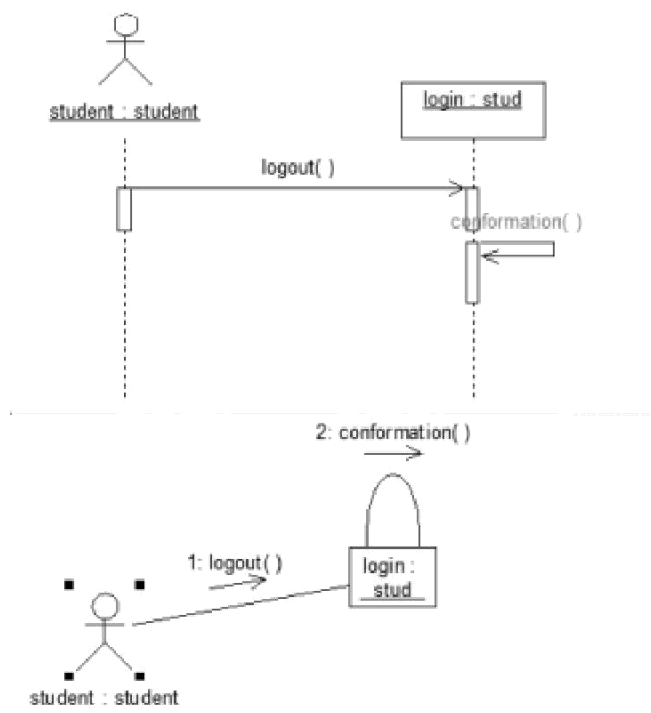 student : student
login : stud
logout( )
conformation( )
2: conformation( )
1: logout( )
login :
stud
student : student